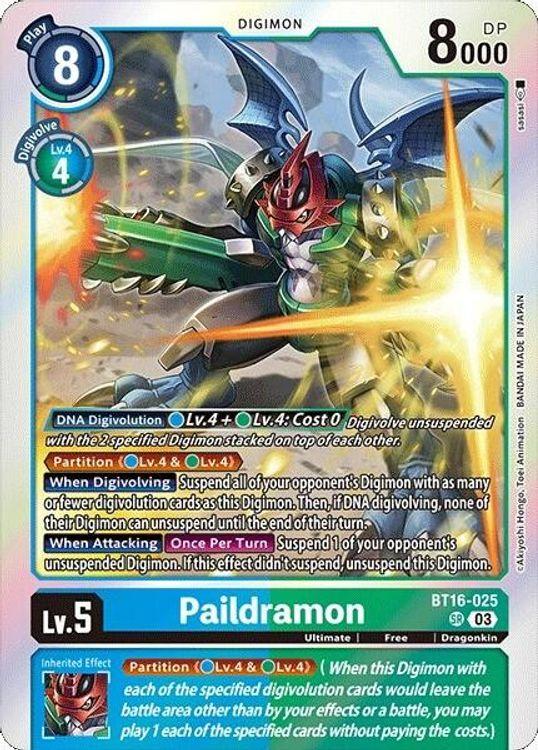 DIGIMON
Play
8
DP
8000
Digivolve
Lv.4
4
sasasi
DNA Digivolution Lv.4 + Lv.4: Cost 0 Digivolve unsuspended
with the 2 specified Digimon stacked on top of each other.
Partition 《Lv.4 & Lv.4》
When Digivolving Suspend all of your opponent's Digimon with as many
or fewer digivolution cards as this Digimon. Then, if DNA digivolving, none
of their Digimon can unsuspend until the end of their turn.
When Attacking Once Per Turn Suspend 1 of your opponent's
unsuspended Digimon. If this effect didn't suspend, unsuspend this Digimon.
©Akiyoshi Hongo, Toei Animation BANDAI MADE IN JAPAN
Lv.5
Paildramon
BT16-025
SR 03
Ultimate | Free | Dragonkin
Inherited Effect
Partition 《Lv.4 & Lv.4》 ( When this Digimon with
each of the specified digivolution cards would leave the
battle area other than by your effects or a battle, you may
play 1 each of the specified cards without paying the costs.)